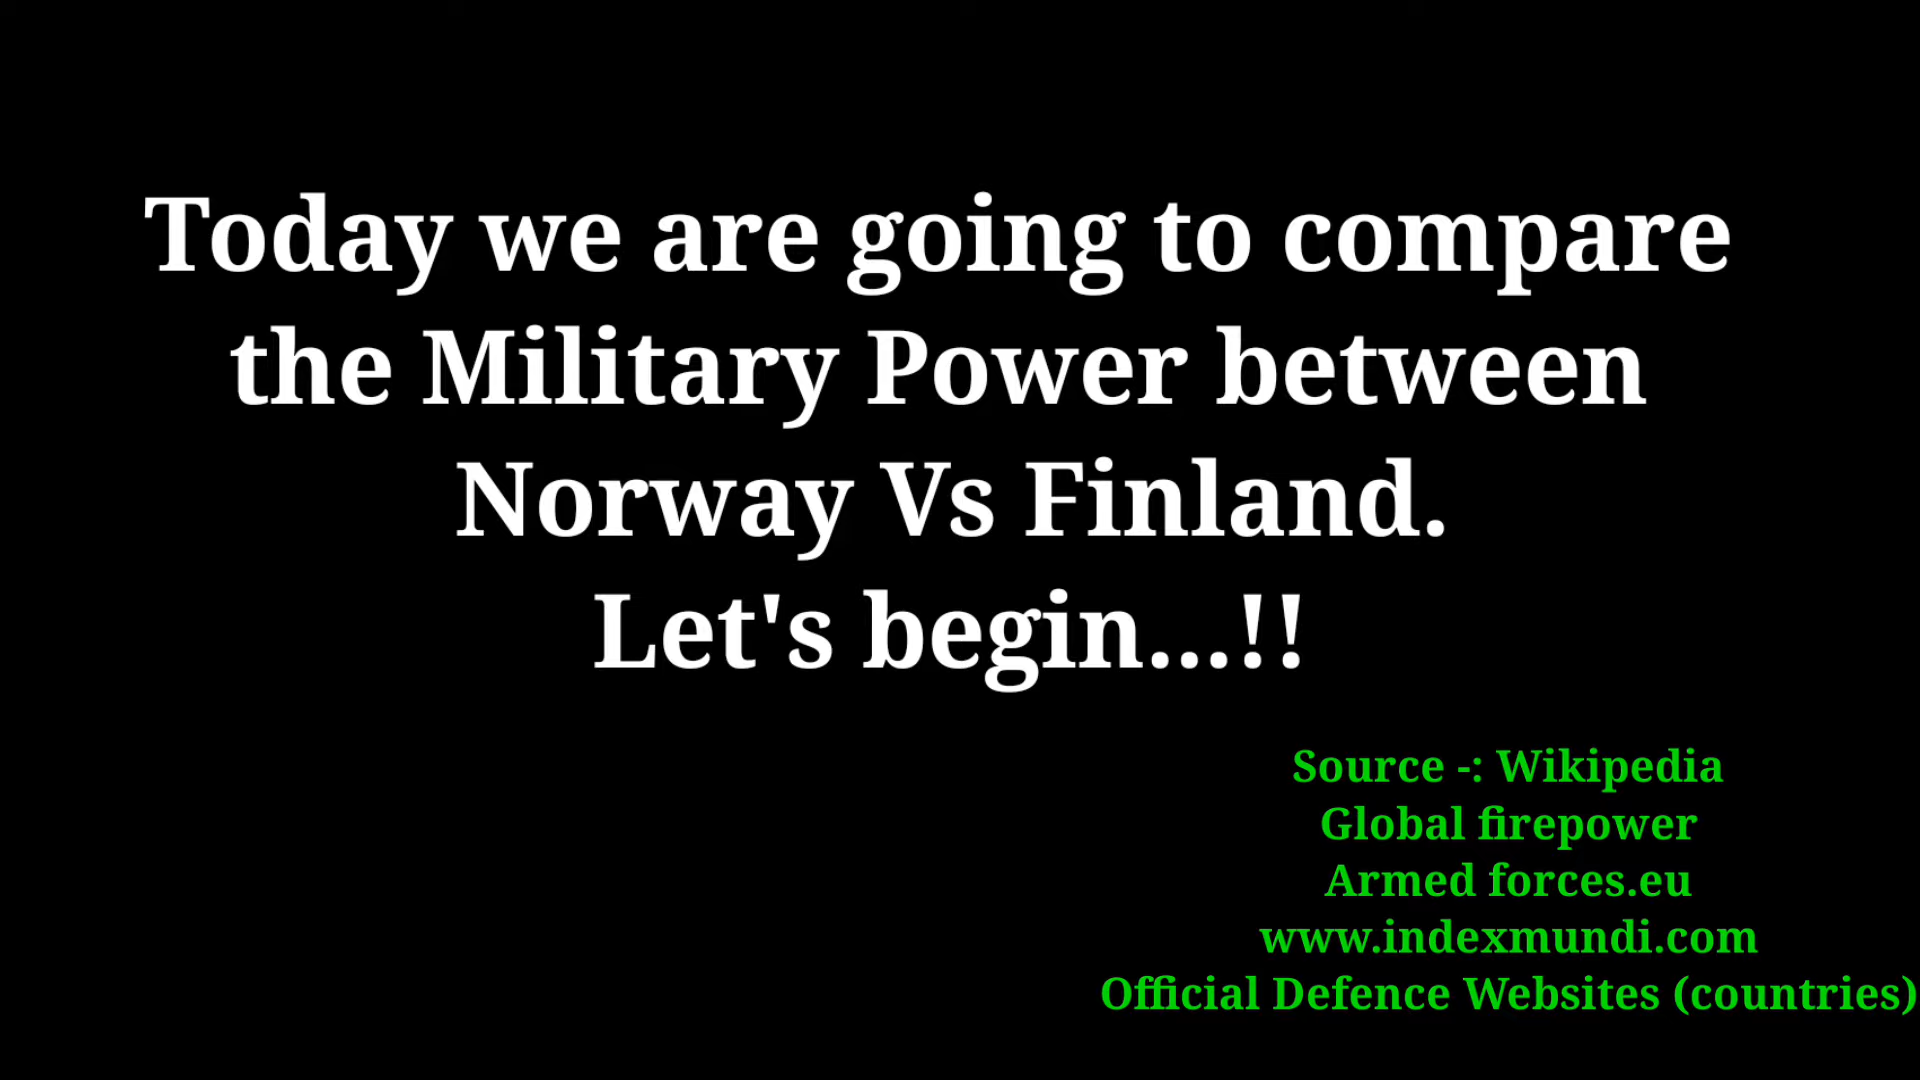 Today we are going to compare
the Military Power between
Norway Vs Finland.
Let's begin...!!
Source -: Wikipedia
Global firepower
Armed forces.eu
www.indexmundi.com
Official Defence Websites (countries)